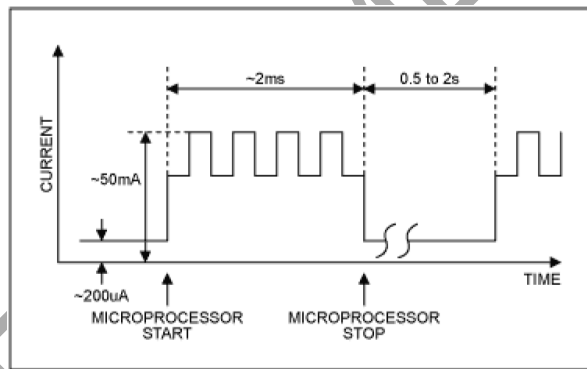 ~2ms
0.5 to 2s
CURRENT
~50mA
~200uA
TIME
MICROPROCESSOR
START
MICROPROCESSOR
STOP